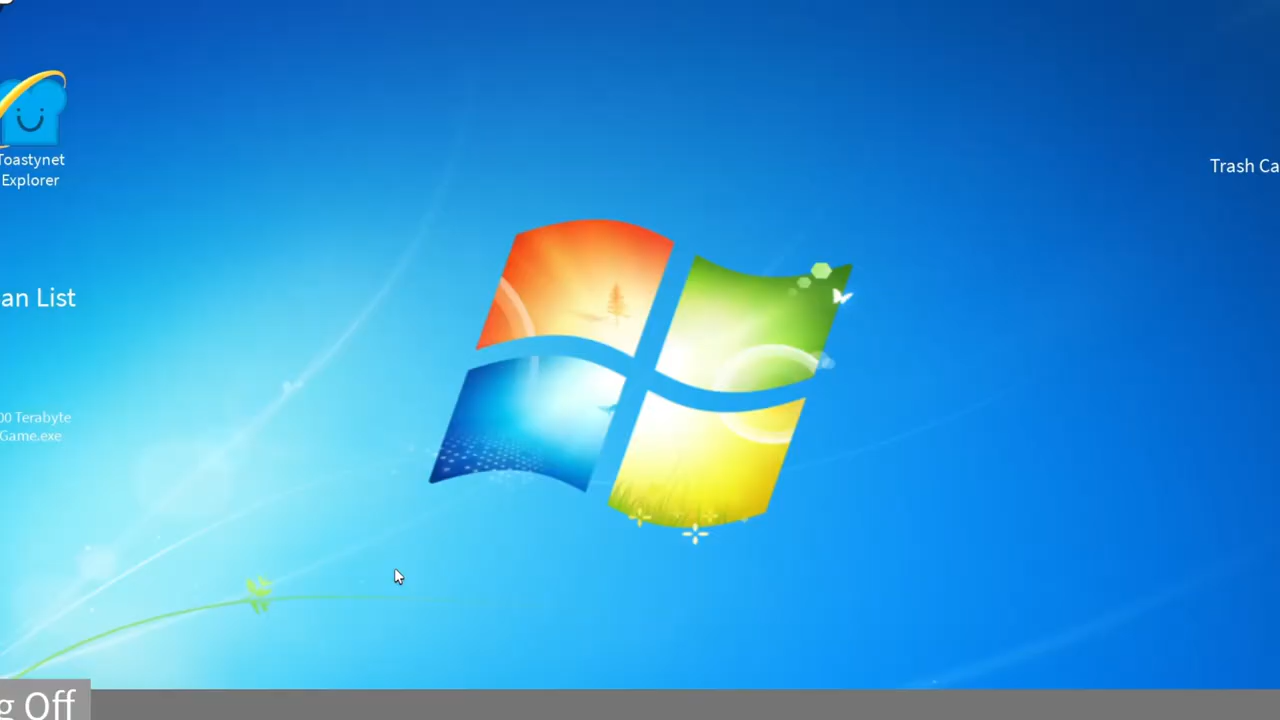 Toastynet
Explorer
Trash Ca
an List
00 Terabyte
Game.exe
g Off